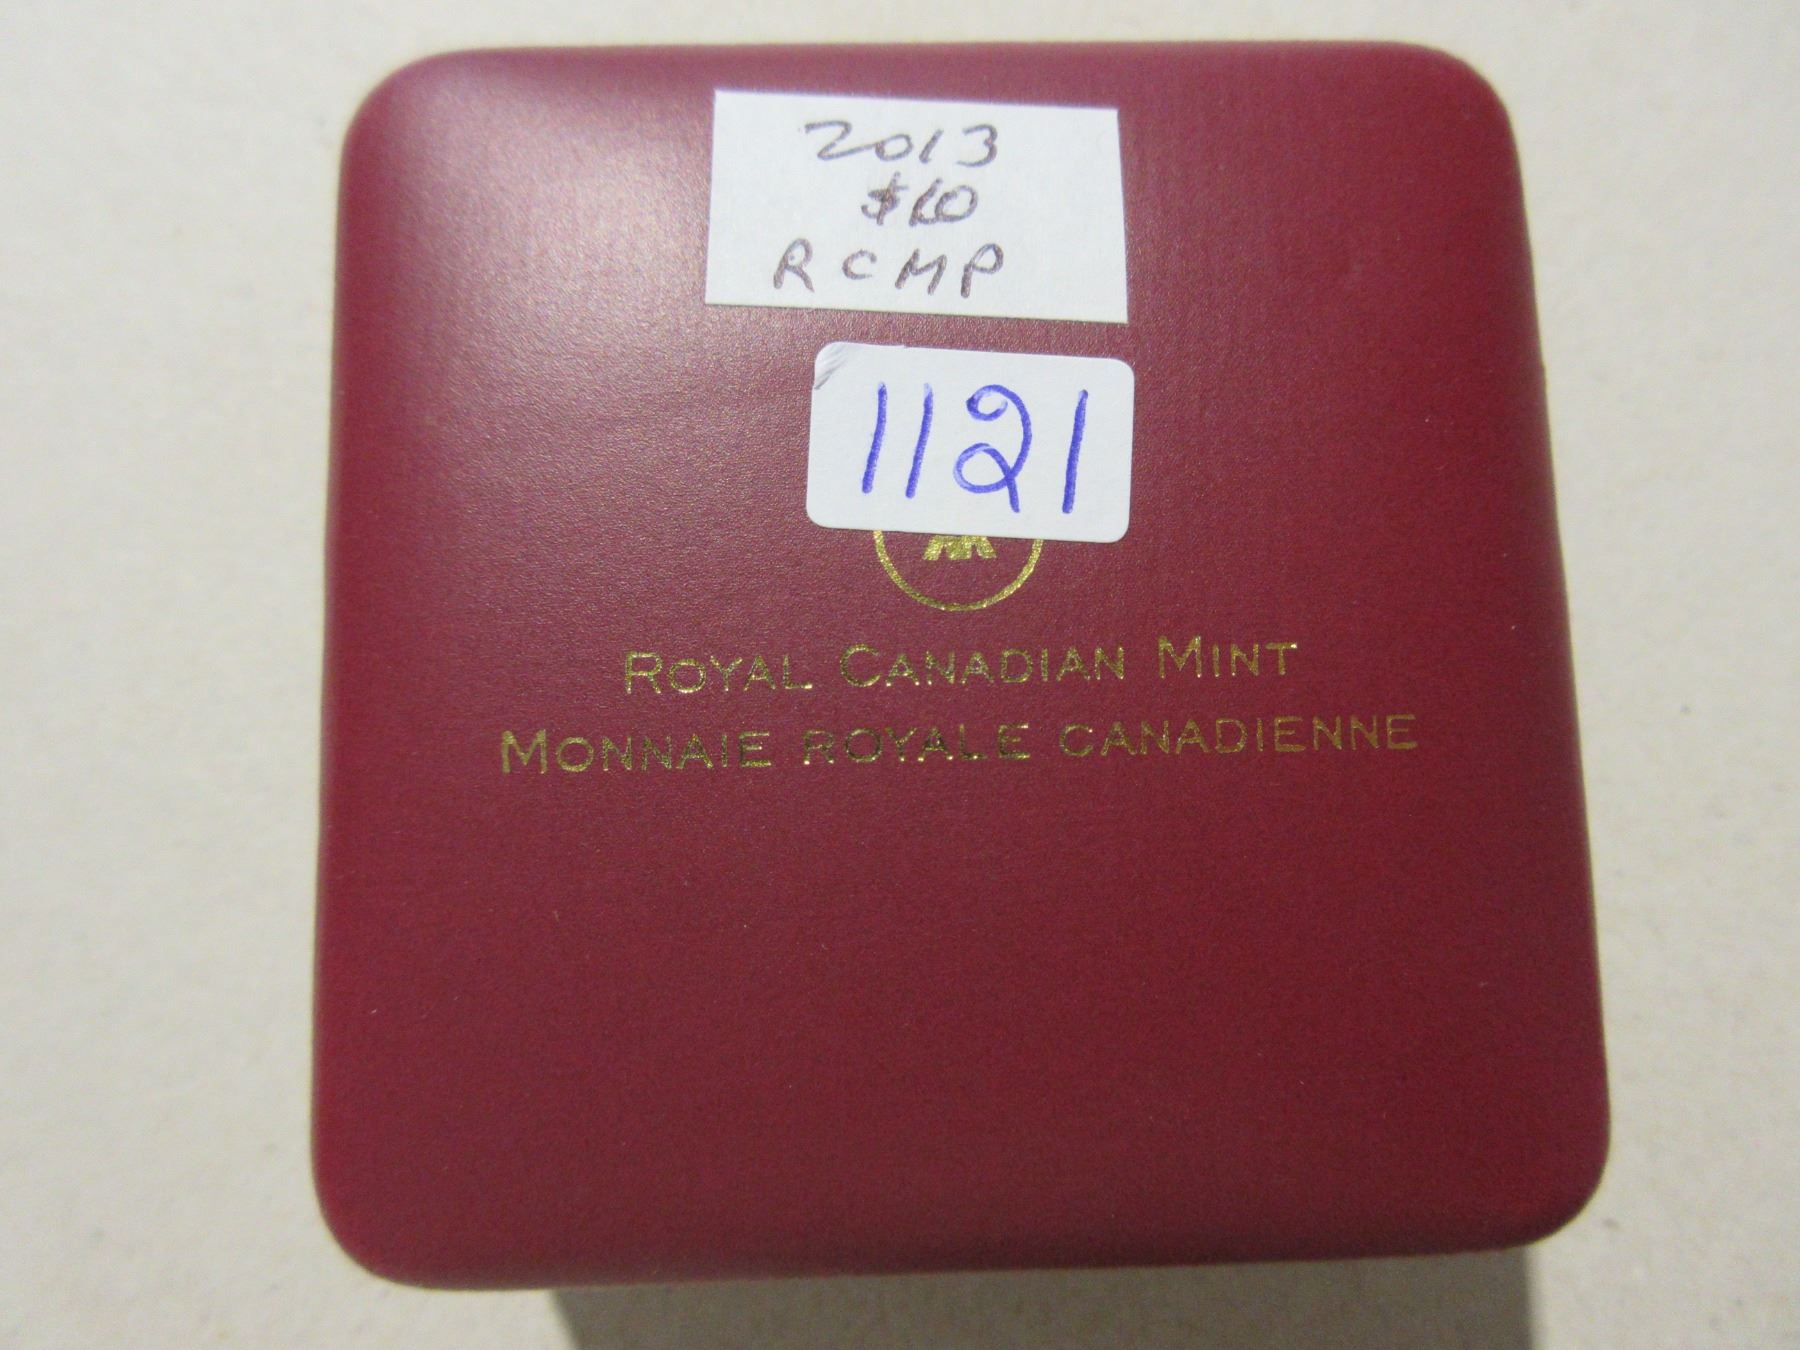 2013
$10
RCMP
1121
ROYAL CANADIAN MINT
MONNAIE ROYALE CANADIENNE